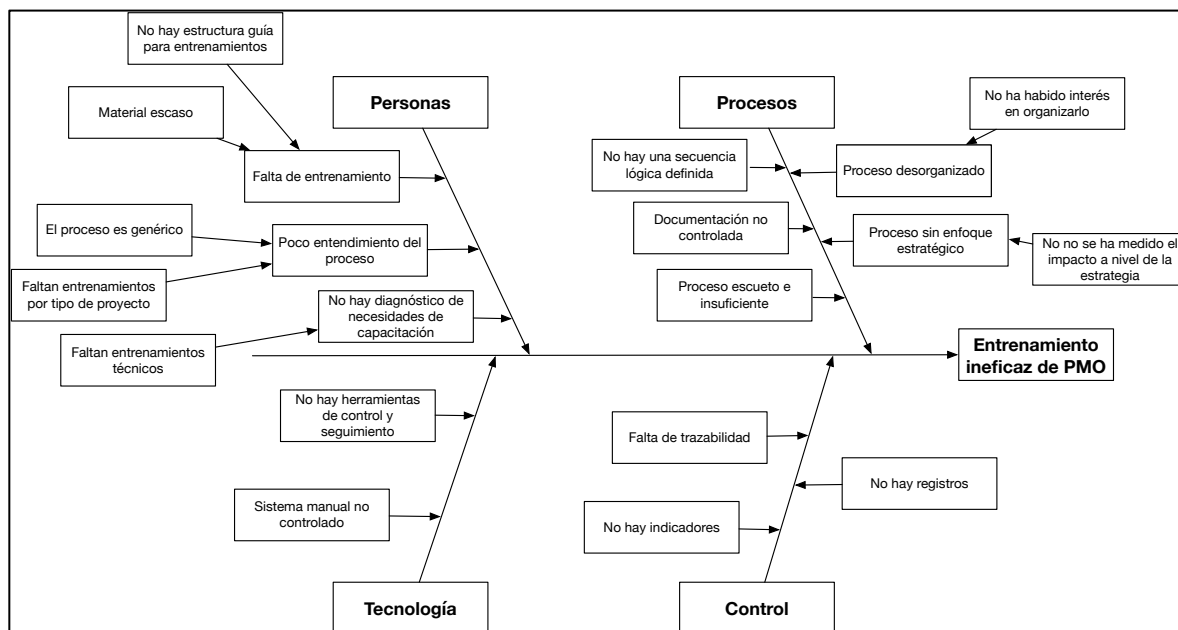 No hay estructura guía
para entrenamientos
Personas
Procesos
No ha habido interés
en organizarlo
Material escaso
Falta de entrenamiento
No hay una secuencia
lógica definida
Proceso desorganizado
El proceso es genérico
Poco entendimiento del
proceso
Documentación no
controlada
Proceso sin enfoque
estratégico
No no se ha medido el
impacto a nivel de la
estrategia
Faltan entrenamientos
por tipo de proyecto
No hay diagnóstico de
necesidades de
capacitación
Proceso escueto e
insuficiente
Faltan entrenamientos
técnicos
Entrenamiento
ineficaz de PMO
No hay herramientas
de control y
seguimiento
Falta de trazabilidad
No hay registros
Sistema manual no
controlado
No hay indicadores
Tecnología
Control